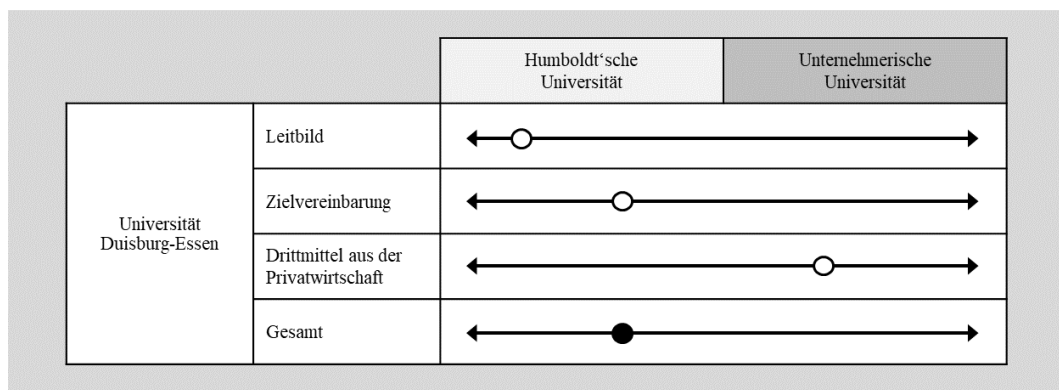 Humboldt‘sche
Universität
Unternehmerische
Universität
Universität
Duisburg-Essen
Leitbild
Zielvereinbarung
Drittmittel aus der
Privatwirtschaft
Gesamt